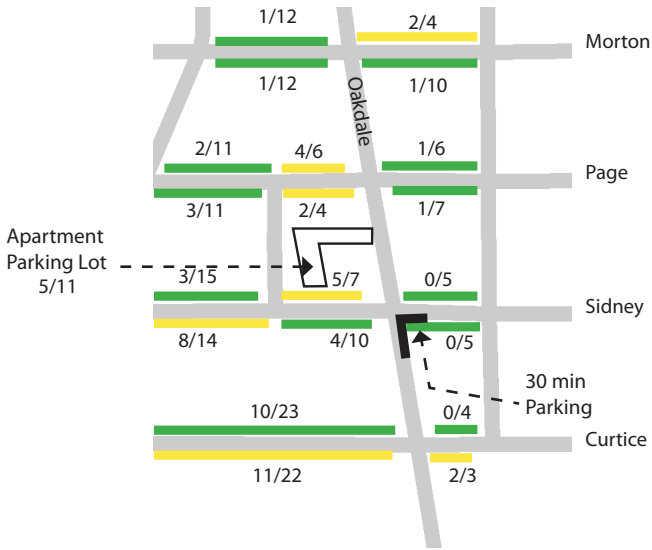 1/12
2/4
Morton
1/12
1/10
Oakdale
2/11
4/6
1/6
Page
3/11
2/4
1/7
Apartment
Parking Lot
5/11
3/15
5/7
0/5
Sidney
8/14
4/10
0/5
30 min
Parking
10/23
0/4
Curtice
11/22
2/3